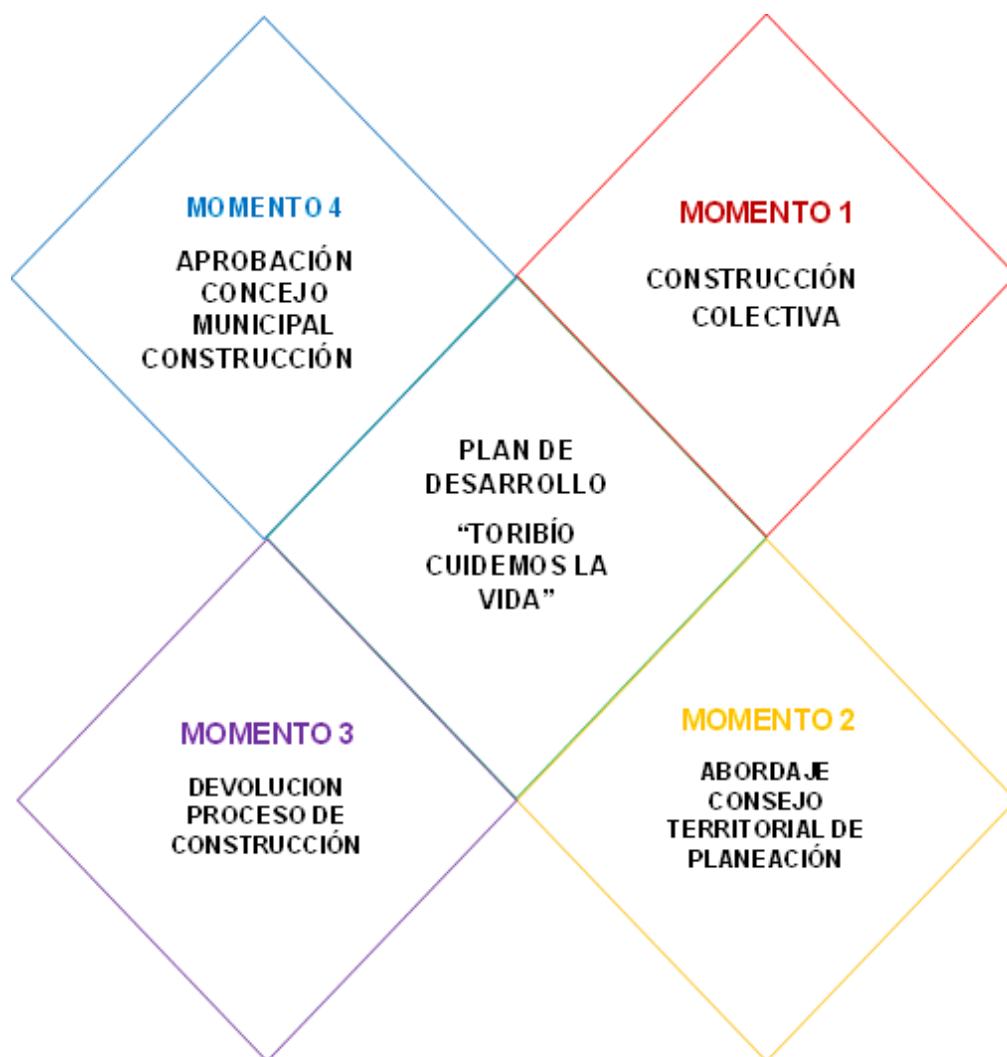 MOMENTO 4
APROBACIÓN
CONCEJO
MUNICIPAL
CONSTRUCCIÓN
MOMENTO 1
CONSTRUCCIÓN
COLECTIVA
PLAN DE
DESARROLLO
“TORIBÍO
CUIDEMOS LA
VIDA”
MOMENTO 3
DEVOLUCION
PROCESO DE
CONSTRUCCIÓN
MOMENTO 2
ABORDAJE
CONSEJO
TERRITORIAL DE
PLANEACIÓN